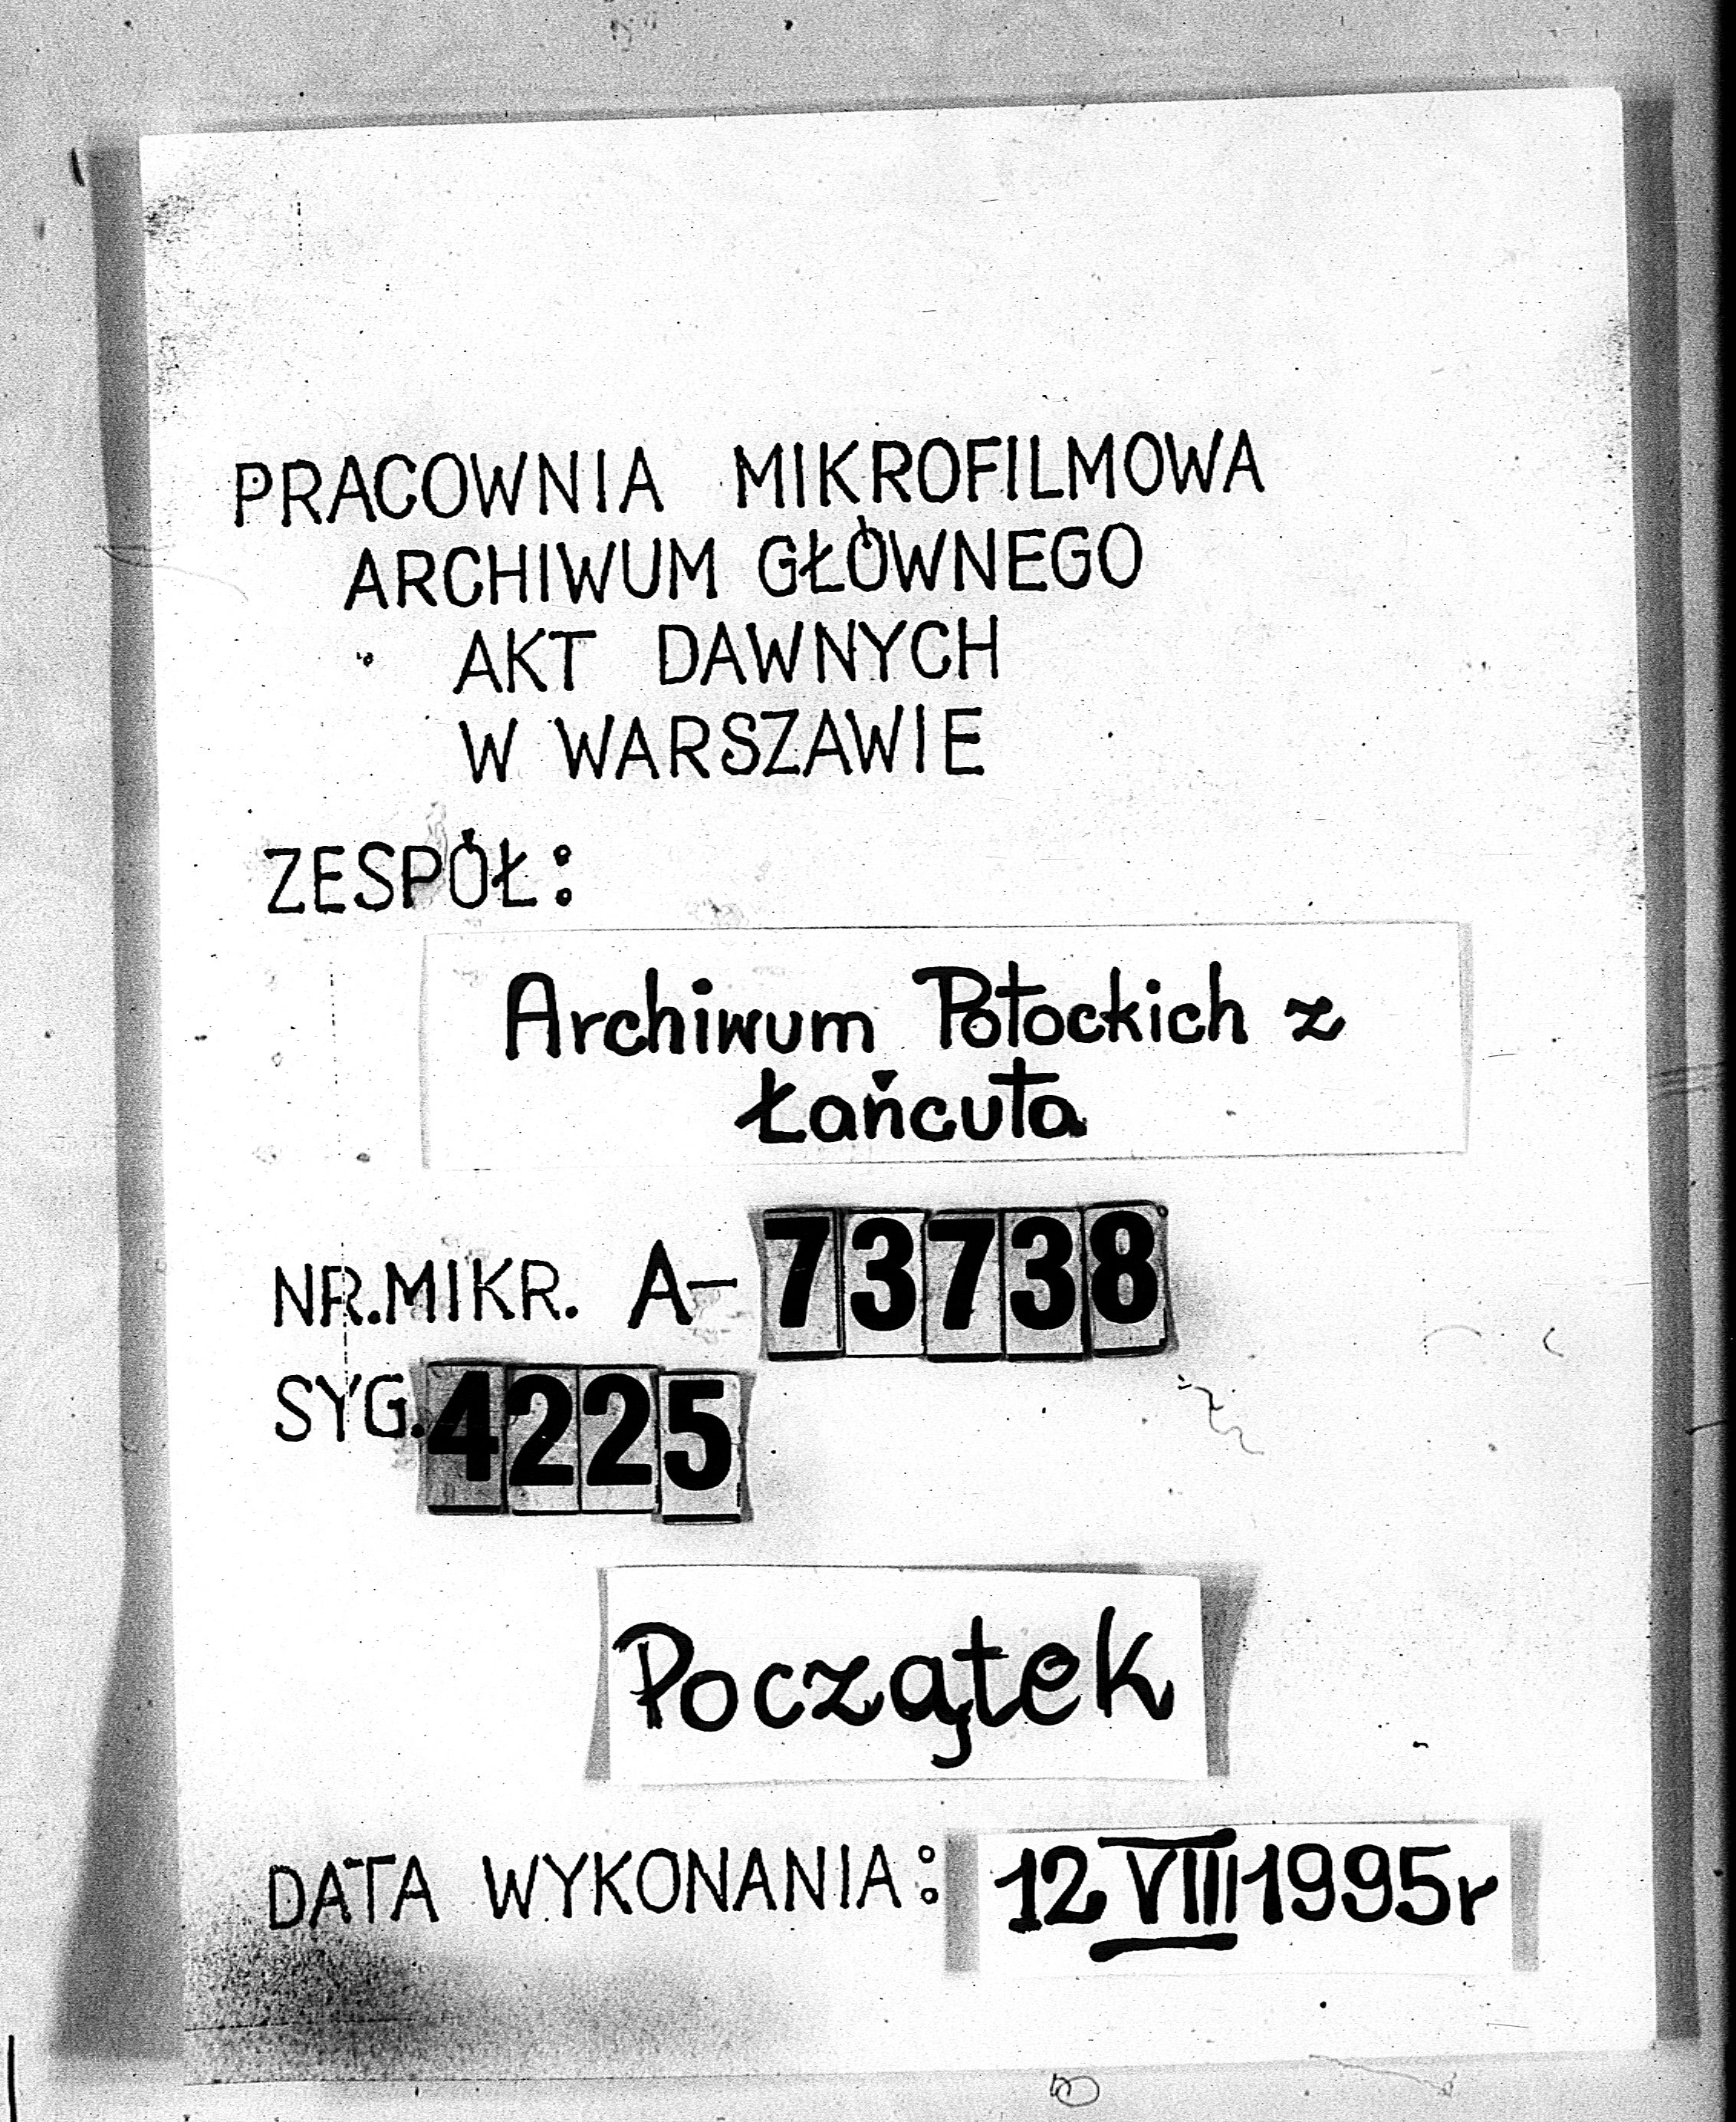 PRACOWNIA MIKROFILMOWA
ARCHIWUM GŁÓWNEGO
AKT DAWNYCH
W WARSZAWIE
ZESPÓŁ:
Archiwum Potockich z
Łańcuta
NR.MIKR. A-73738
SYG.4225
Początek
DATA WYKONANIA: 12 VIII 1995r